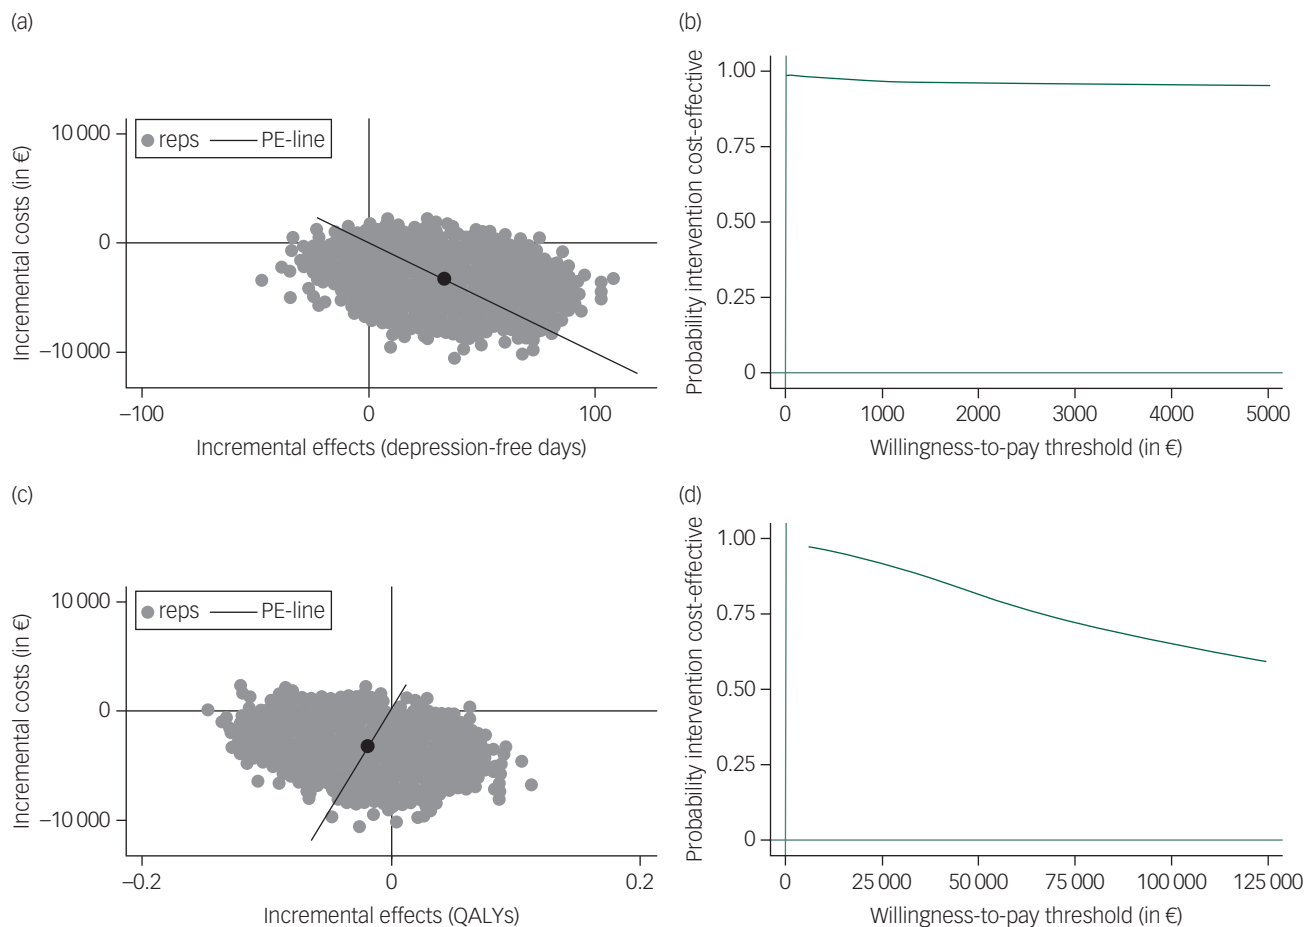 (a)
10 000
0
−10 000
Incremental costs (in €)
reps PE-line
−100 0 100
Incremental effects (depression-free days)
(b)
1.00
0.75
0.50
0.25
0
Probability intervention cost-effective
0 1000 2000 3000 4000 5000
Willingness-to-pay threshold (in €)
(c)
10 000
0
−10 000
Incremental costs (in €)
reps PE-line
−0.2 0 0.2
Incremental effects (QALYs)
(d)
1.00
0.75
0.50
0.25
0
Probability intervention cost-effective
0 25 000 50 000 75 000 100 000 125 000
Willingness-to-pay threshold (in €)